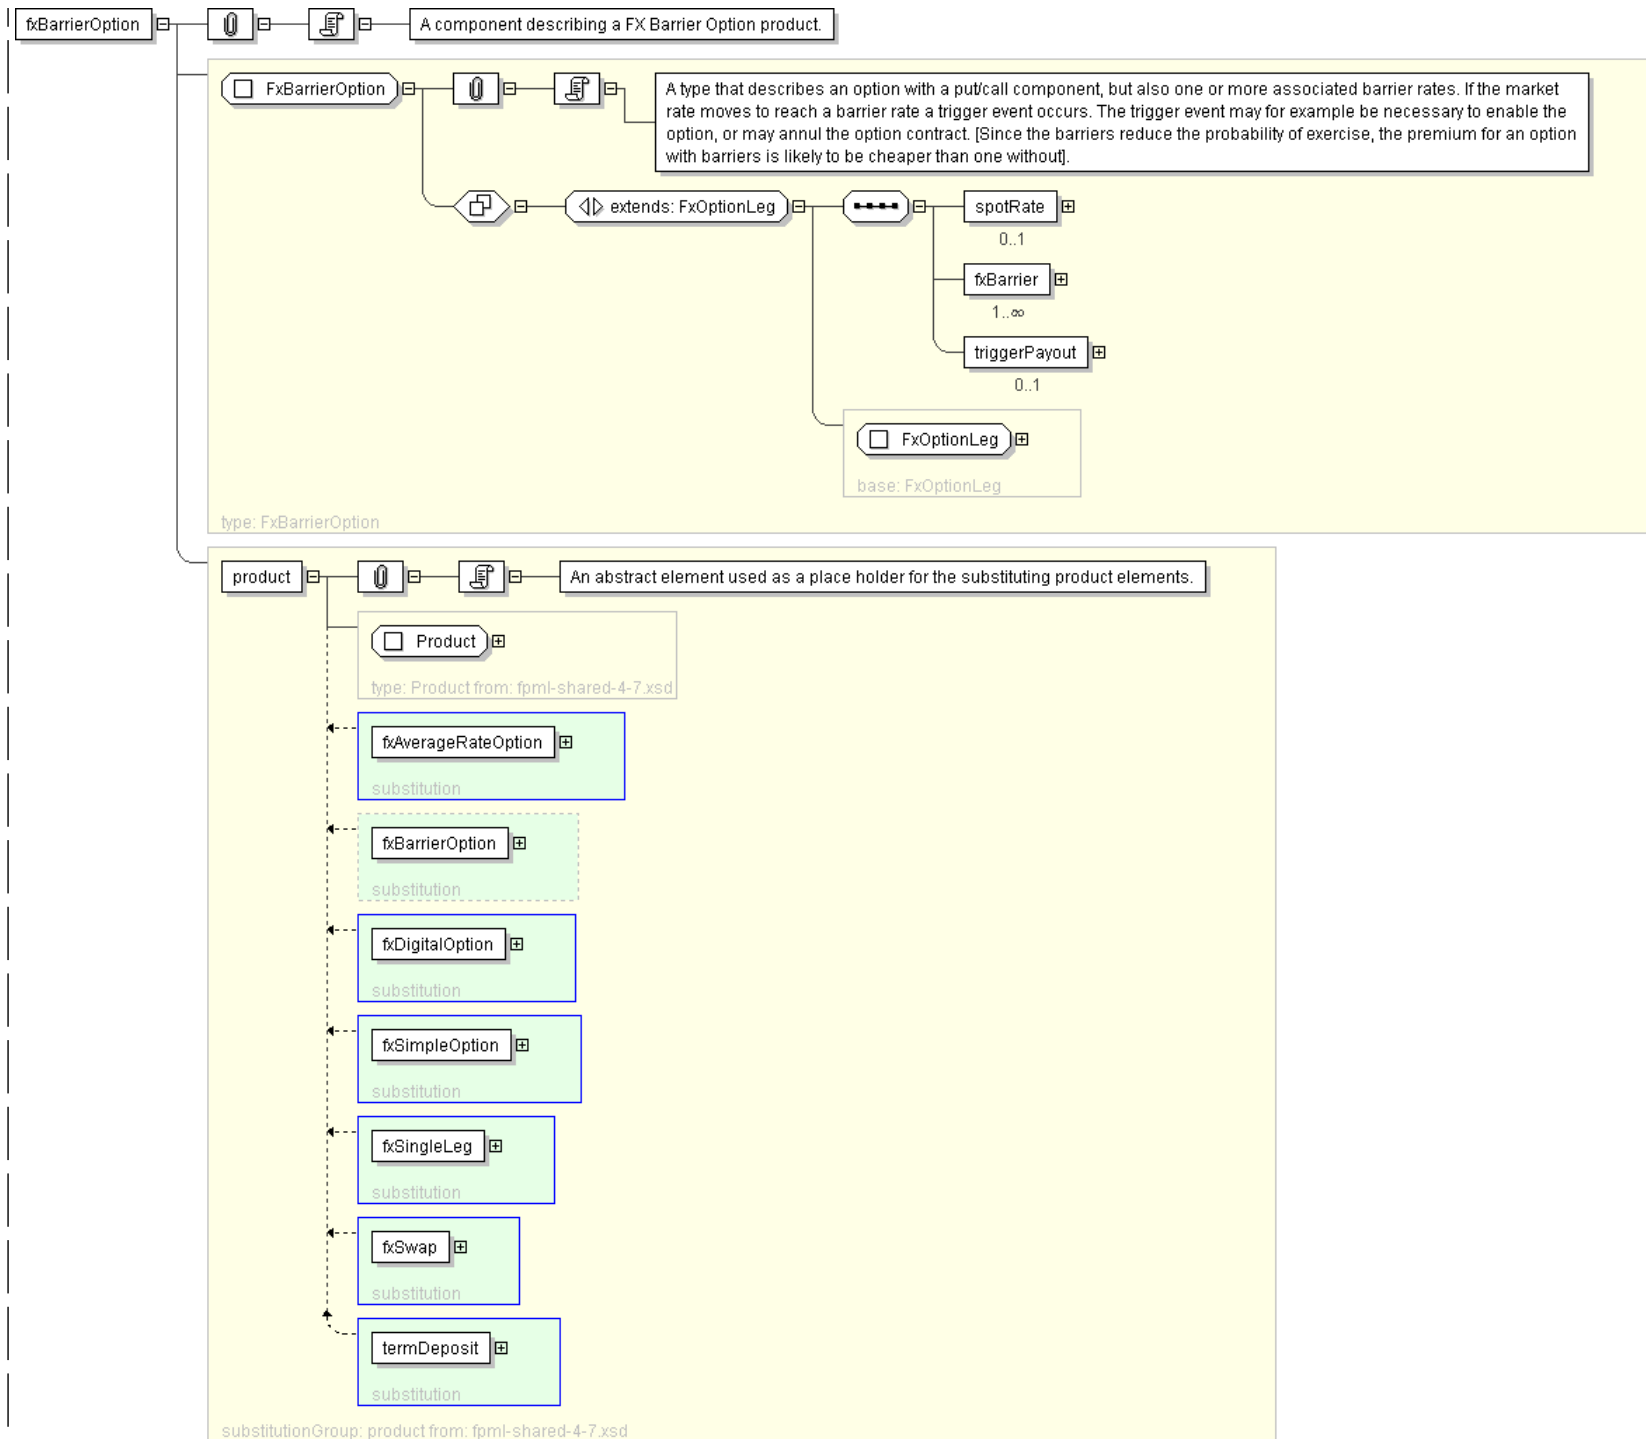 fxBarrierOption
A component describing a FX Barrier Option product.
FxBarrierOption
A type that describes an option with a put/call component, but also one or more associated barrier rates. If the market
rate moves to reach a barrier rate a trigger event occurs. The trigger event may for example be necessary to enable the
option, or may annul the option contract. [Since the barriers reduce the probability of exercise, the premium for an option
with barriers is likely to be cheaper than one without].
extends: FxOptionLeg
spotRate
0..1
fxBarrier
1..∞
triggerPayout
0..1
FxOptionLeg
base: FxOptionLeg
type: FxBarrierOption
product
An abstract element used as a place holder for the substituting product elements.
Product
type: Product from: fpml-shared-4-7.xsd
fxAverageRateOption
substitution
fxBarrierOption
substitution
fxDigitalOption
substitution
fxSimpleOption
substitution
fxSingleLeg
substitution
fxSwap
substitution
termDeposit
substitution
substitutionGroup: product from: fpml-shared-4-7.xsd